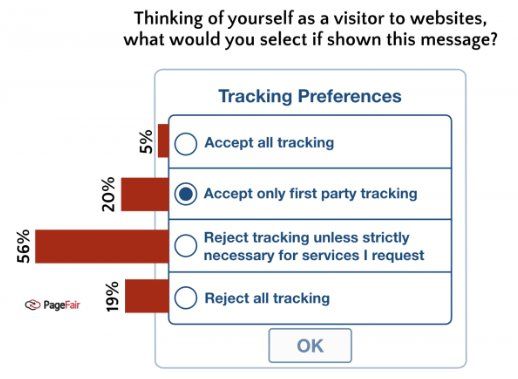 Thinking of yourself as a visitor to websites,
what would you select if shown this message?
Tracking Preferences
5%
Accept all tracking
20%
Accept only first party tracking
56%
Reject tracking unless strictly
necessary for services I request
19%
Reject all tracking
PageFair
OK